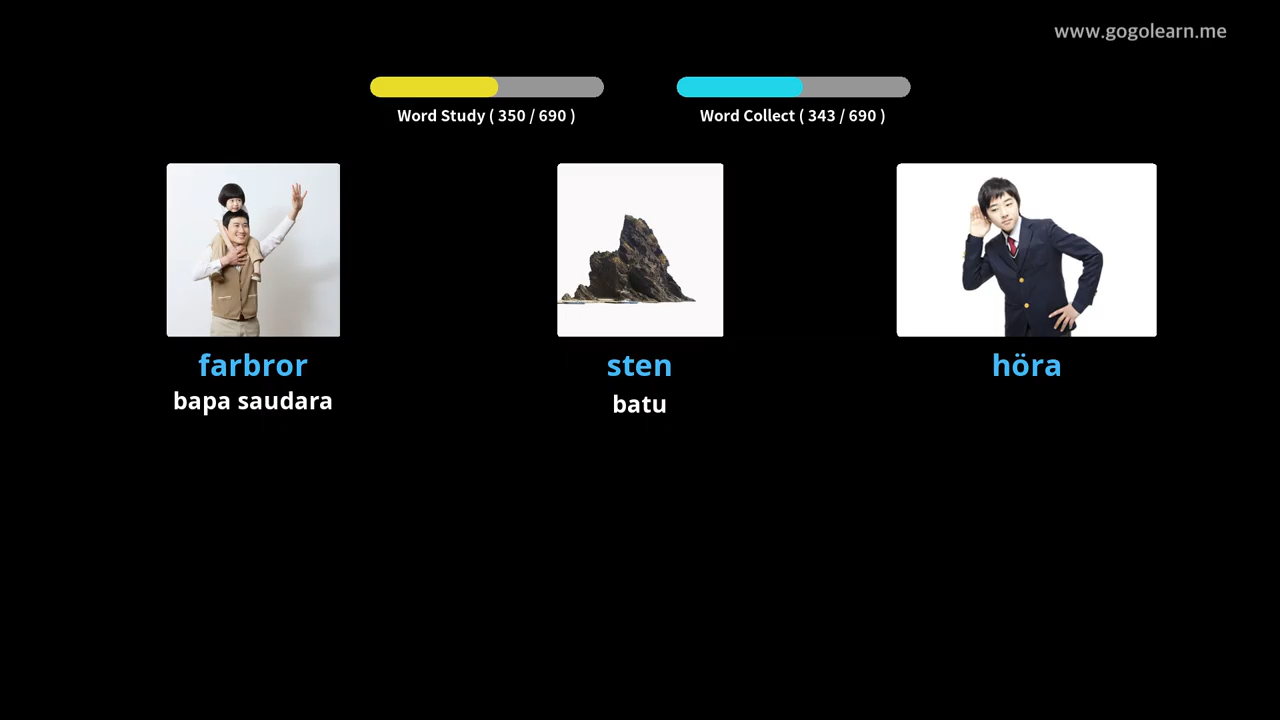 www.gogolearn.me
Word Study ( 350 / 690 )
Word Collect ( 343 / 690 )
farbror
bapa saudara
sten
batu
höra